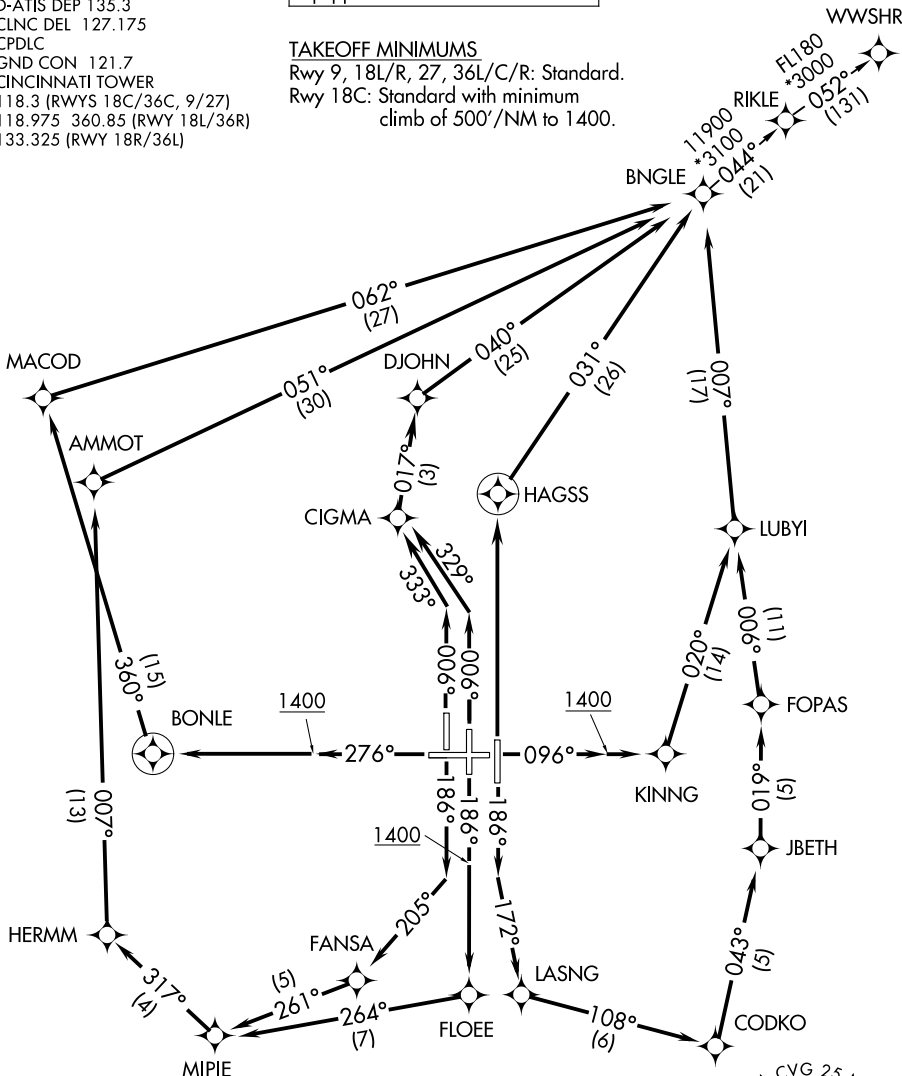 D-ATIS DEP 135.3
CLNC DEL 127.175
CPDLC
GND CON 121.7
CINCINNATI TOWER
118.3 (RWYS 18C/36C, 9/27)
118.975 360.85 (RWY 18L/36R)
133.325 (RWY 18R/36L)
TAKEOFF MINIMUMS
Rwy 9, 18L/R, 27, 36L/C/R: Standard.
Rwy 18C: Standard with minimum
climb of 500'/NM to 1400.
WWSHR
FL180
*3000
052°
(131)
RIKLE
11900
*3100
044°
(21)
BNGLE
062°
(27)
MACOD
051°
(30)
DJOHN
040°
(25)
031°
(26)
007°
(17)
AMMOT
017°
(3)
HAGSS
CIGMA
LUBYI
329°
333°
006°
006°
020°
(14)
006°
(11)
360°
(15)
FOPAS
BONLE
1400
1400
276°
096°
KINNG
019°
(5)
007°
(13)
186°
186°
186°
1400
JBETH
HERMM
205°
172°
043°
(5)
FANSA
317°
(4)
(5)
261°
264°
(7)
FLOEE
LASNG
108°
(6)
CODKO
MIPIE
CVG 25